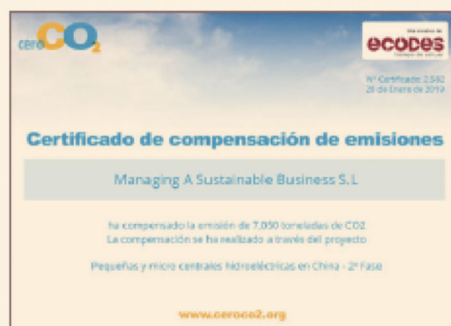 ceroCO2
ecodes
Nº Certificado: 2.582
28 de Enero de 2019
Certificado de compensación de emisiones
Managing A Sustainable Business S.L
ha compensado la emisión de 7,050 toneladas de CO2
La compensación se ha realizado a través del proyecto
Pequeñas y micro centrales hidroeléctricas en China - 2ª Fase
www.ceroco2.org